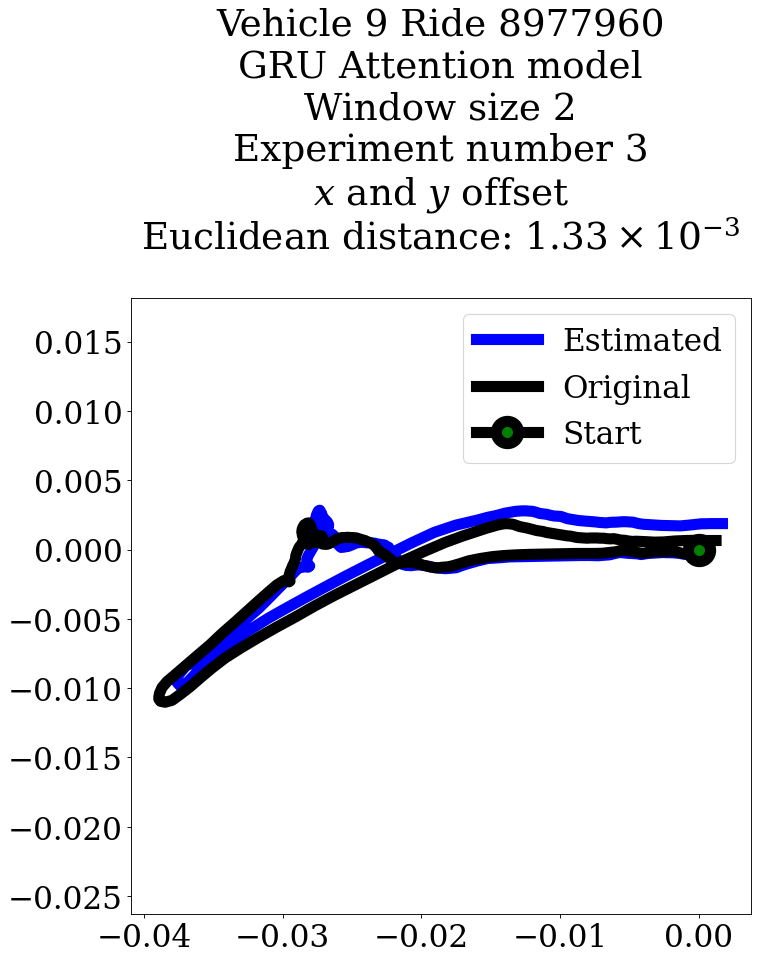 Vehicle 9 Ride 8977960
GRU Attention model
Window size 2
Experiment number 3
x and y offset
Euclidean distance: 1.33 × 10⁻³
Estimated
Original
Start
0.015
0.010
0.005
0.000
−0.005
−0.010
−0.015
−0.020
−0.025
−0.04 −0.03 −0.02 −0.01 0.00